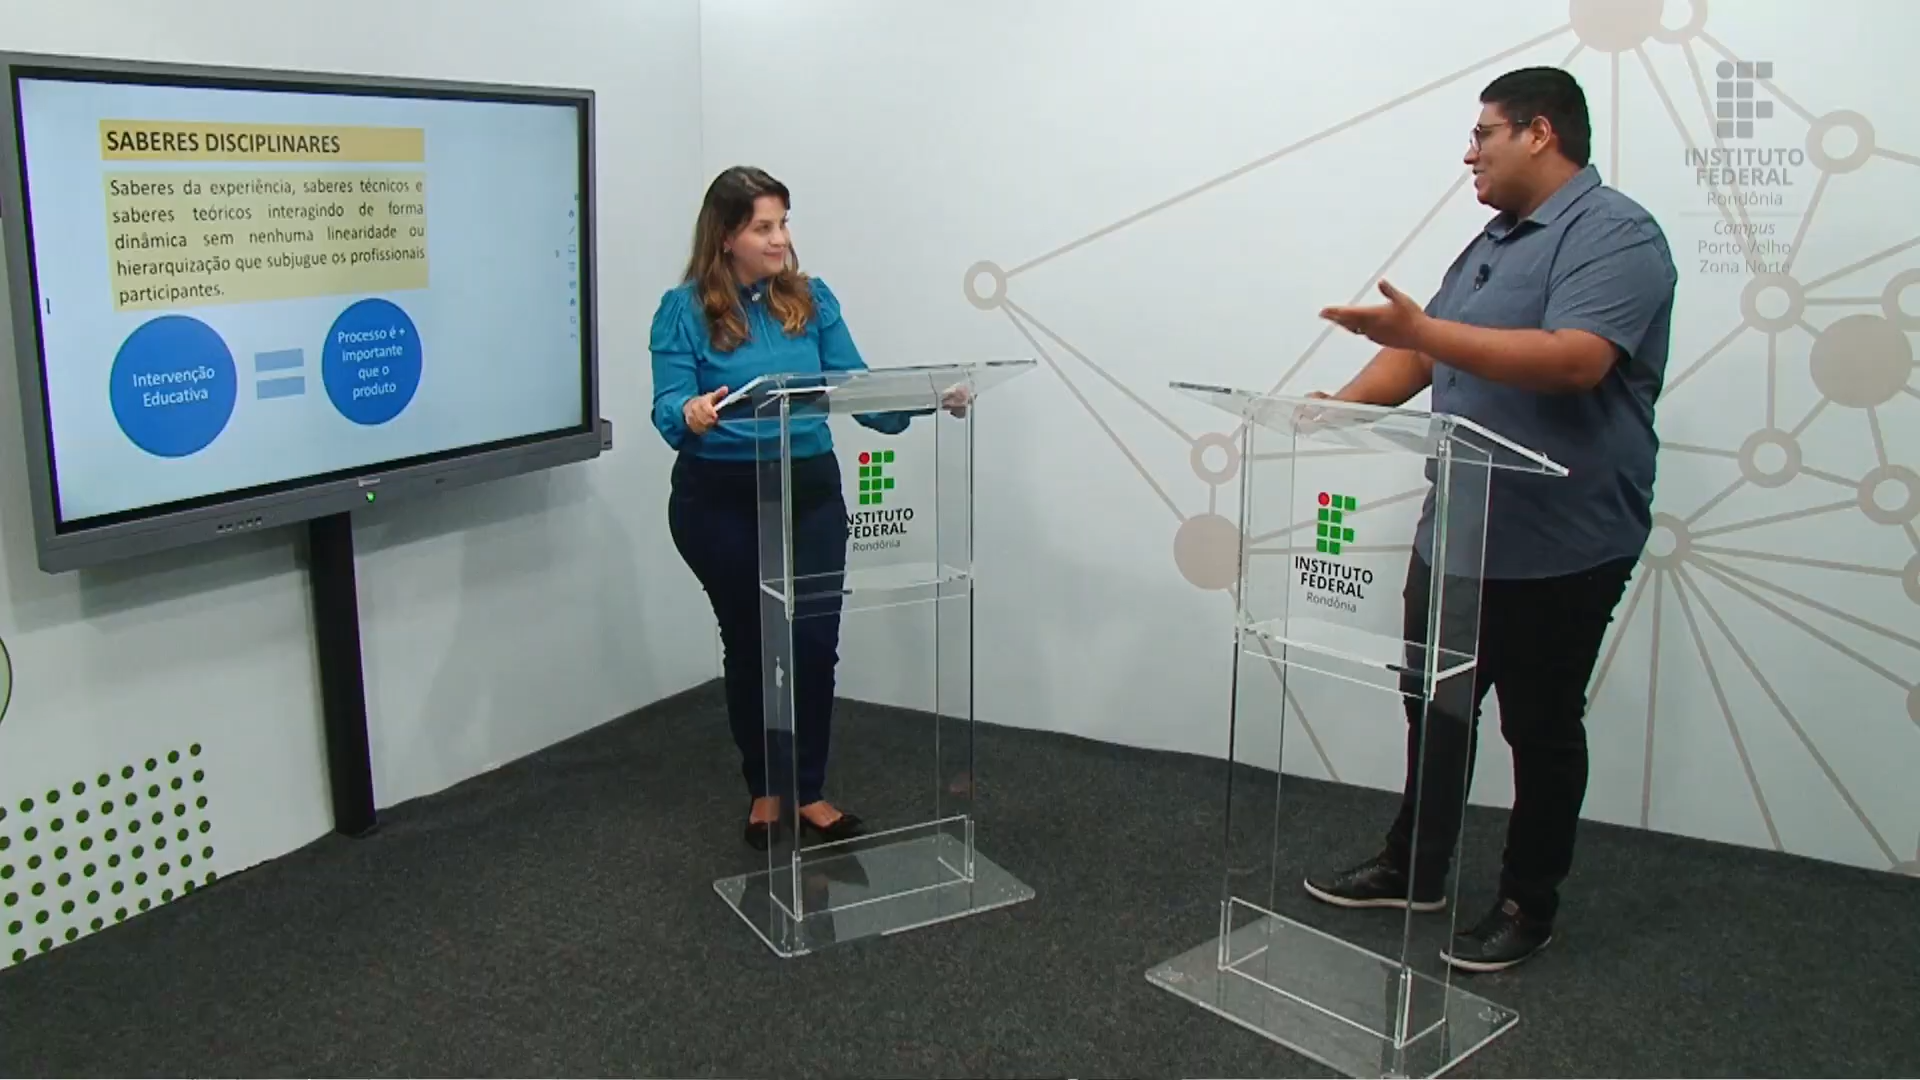 SABERES DISCIPLINARES
Saberes da experiência, saberes técnicos e
saberes teóricos interagindo de forma
dinâmica sem nenhuma linearidade ou
hierarquização que subjugue os profissionais
participantes.
Intervenção
Educativa
Processo é +
importante
que o
produto
INSTITUTO
FEDERAL
Rondônia
INSTITUTO
FEDERAL
Rondônia
INSTITUTO
FEDERAL
Rondônia
Campus
Porto Velho
Zona Norte